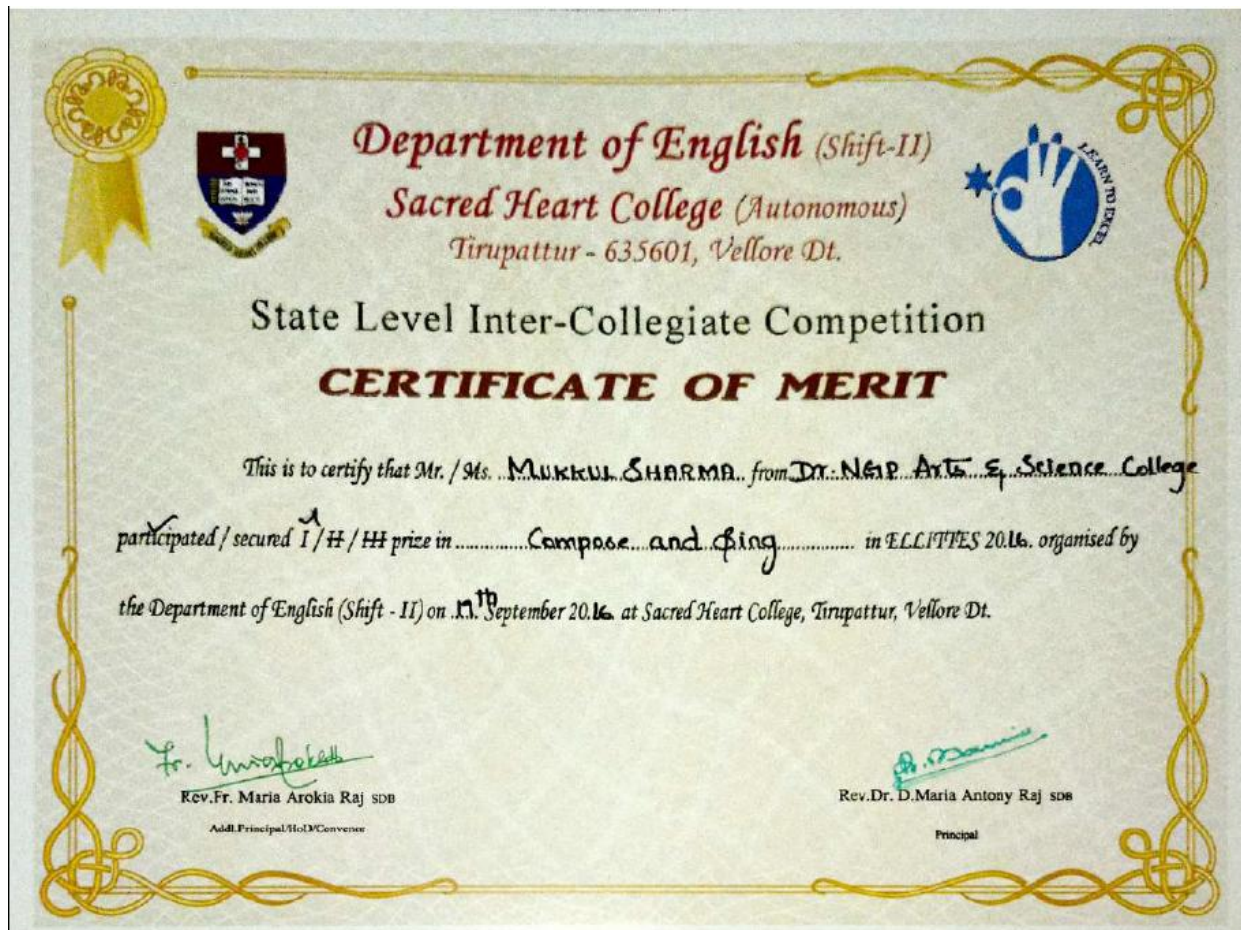 Department of English (Shift-II)
Sacred Heart College (Autonomous)
Tirupattur - 635601, Vellore Dt.
LEARN TO EXCEL
State Level Inter-Collegiate Competition
CERTIFICATE OF MERIT
This is to certify that Mr. / Ms. MUKKUL SHARMA from Dr. NGP Arts & Science College
participated / secured I / II / III prize in Compose and Sing in ELLITTES 2016. organised by
the Department of English (Shift - II) on 17th September 2016 at Sacred Heart College, Tirupattur, Vellore Dt.
Fr.
Rev.Fr. Maria Arokia Raj SDB
Addl.Principal/HoD/Convenor
Rev.Dr. D.Maria Antony Raj SDB
Principal